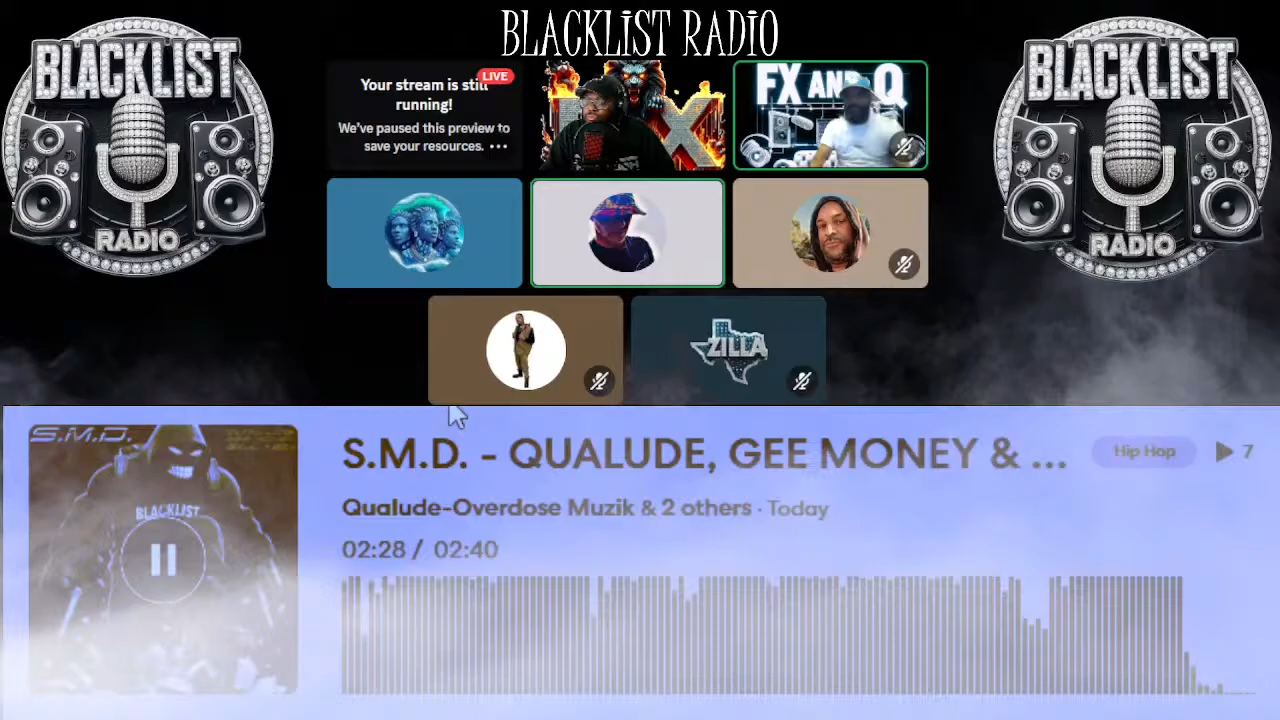 BLACKLiST RADiO
BLACKLIST
RADIO
BLACKLIST
RADIO
LIVE
Your stream is still
running!
We've paused this preview to
save your resources.
FX AND Q
ZILLA
S.M.D.
BLACKLIST
S.M.D. - QUALUDE, GEE MONEY & ...
Hip Hop
7
Qualude-Overdose Muzik & 2 others · Today
02:28 / 02:40